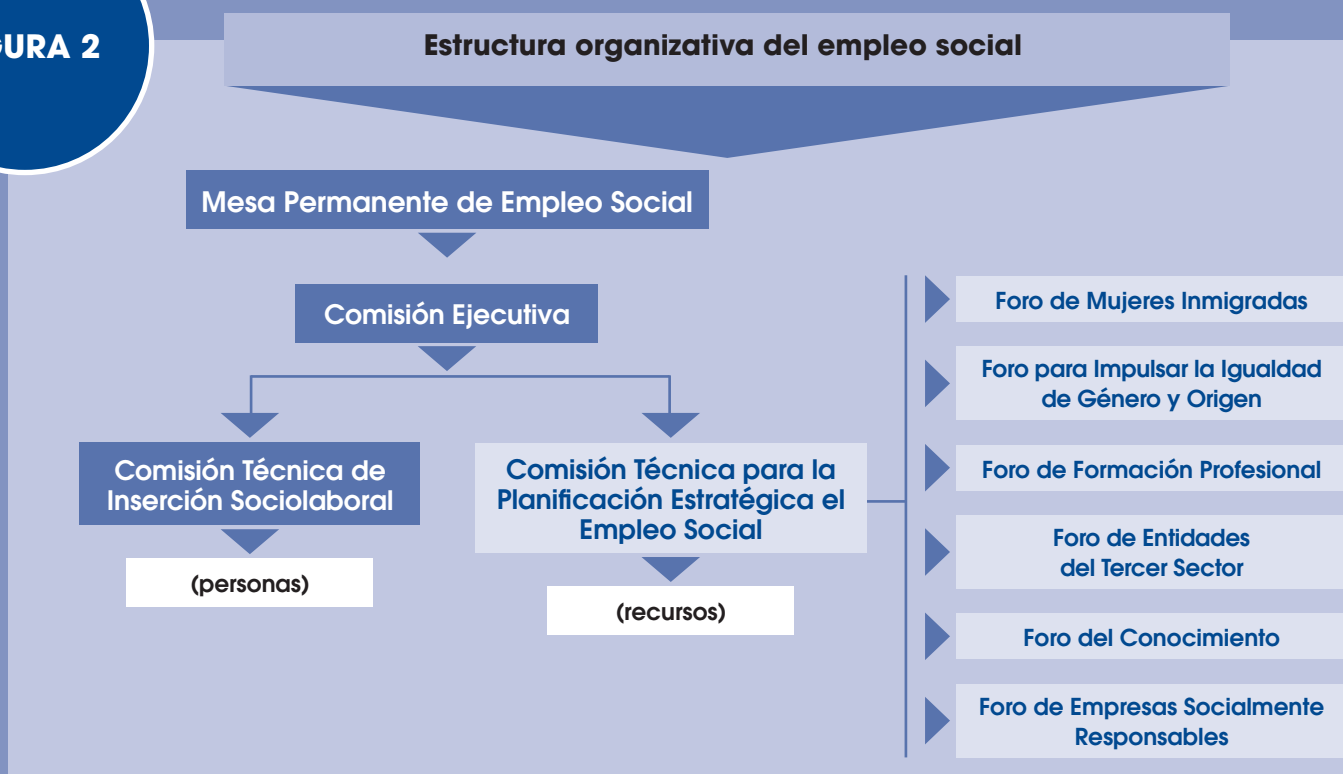 GURA 2
Estructura organizativa del empleo social
Mesa Permanente de Empleo Social
Comisión Ejecutiva
Comisión Técnica de
Inserción Sociolaboral
(personas)
Comisión Técnica para la
Planificación Estratégica el
Empleo Social
(recursos)
Foro de Mujeres Inmigradas
Foro para Impulsar la Igualdad
de Género y Origen
Foro de Formación Profesional
Foro de Entidades
del Tercer Sector
Foro del Conocimiento
Foro de Empresas Socialmente
Responsables